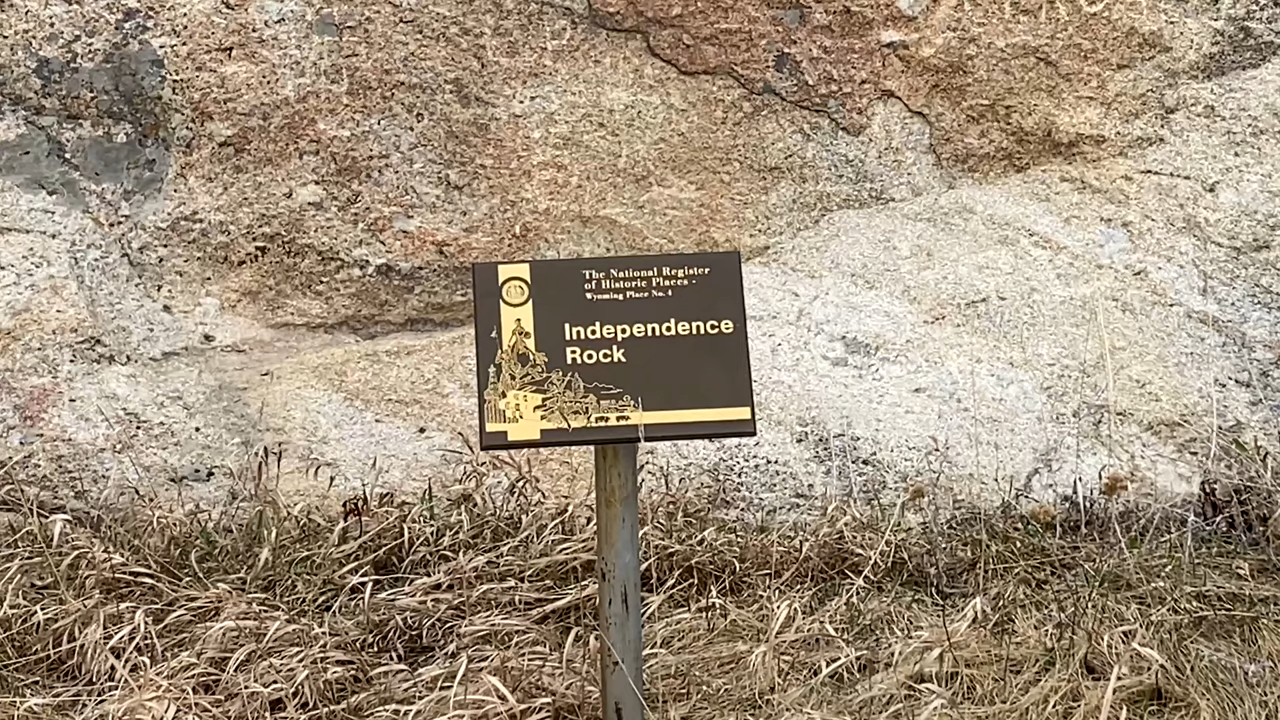 The National Register
of Historic Places -
Wyoming Place No. 4
Independence
Rock